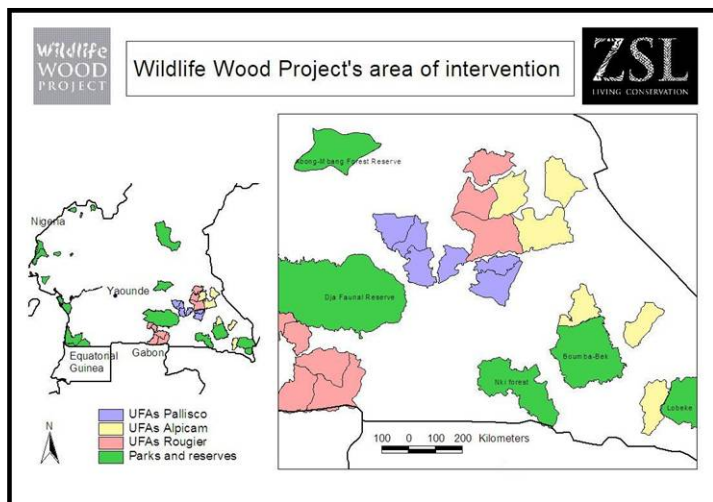 Wildlife
WOOD
PROJECT
Wildlife Wood Project's area of intervention
ZSL
LIVING CONSERVATION
Abong-Mbang Forest Reserve
Dja Faunal Reserve
Boumba-Bek
Nki forest
Lobeke
Nigeria
Yaounde
Equatorial
Guinea
Gabon
N
UFAs Pallisco
UFAs Alpicam
UFAs Rougier
Parks and reserves
100 0 100 200 Kilometers